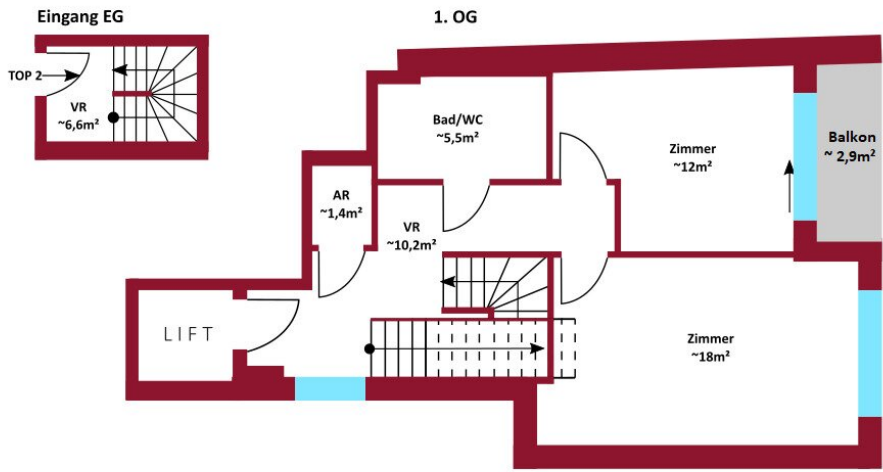 Eingang EG
1. OG
TOP 2
VR
~6,6m²
Bad/WC
~5,5m²
Zimmer
~12m²
Balkon
~ 2,9m²
AR
~1,4m²
VR
~10,2m²
LIFT
Zimmer
~18m²